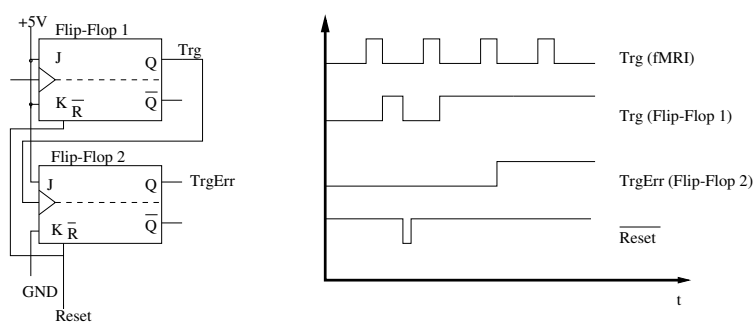 +5V
Flip-Flop 1
J
Q
Trg
K
R
Q
Flip-Flop 2
J
Q
TrgErr
K
R
Q
GND
Reset
Trg (fMRI)
Trg (Flip-Flop 1)
TrgErr (Flip-Flop 2)
Reset
t